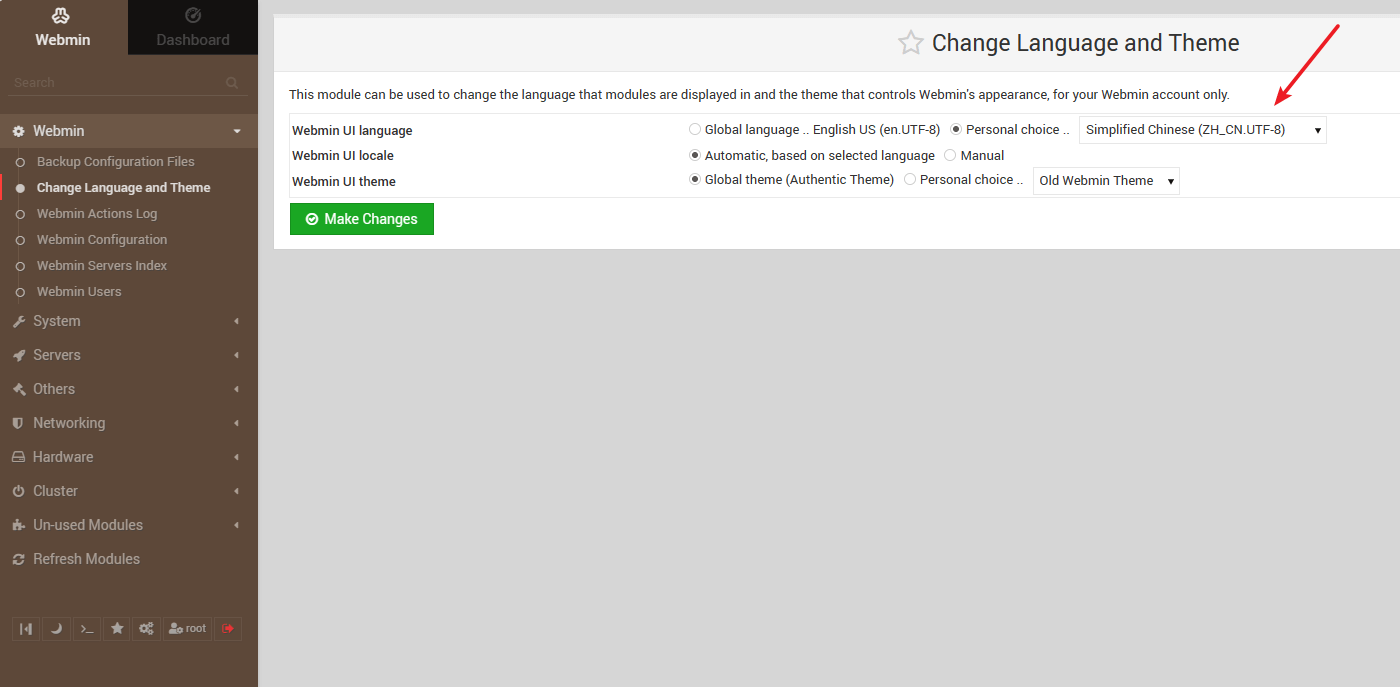 Webmin
Dashboard
Search
Webmin
Backup Configuration Files
Change Language and Theme
Webmin Actions Log
Webmin Configuration
Webmin Servers Index
Webmin Users
System
Servers
Others
Networking
Hardware
Cluster
Un-used Modules
Refresh Modules
root
Change Language and Theme
This module can be used to change the language that modules are displayed in and the theme that controls Webmin's appearance, for your Webmin account only.
Webmin UI language Global language .. English US (en.UTF-8) Personal choice .. Simplified Chinese (ZH_CN.UTF-8)
Webmin UI locale Automatic, based on selected language Manual
Webmin UI theme Global theme (Authentic Theme) Personal choice .. Old Webmin Theme
Make Changes